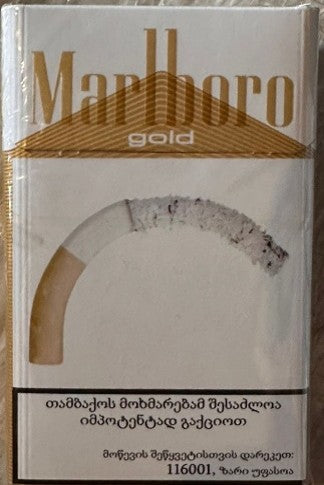 Marlboro
gold
თამბაქოს მოხმარებამ შესაძლოა
იმპოტენტად გაქციოთ
მოწევის შეწყვეტისთვის დარეკეთ:
116001, ზარი უფასოა